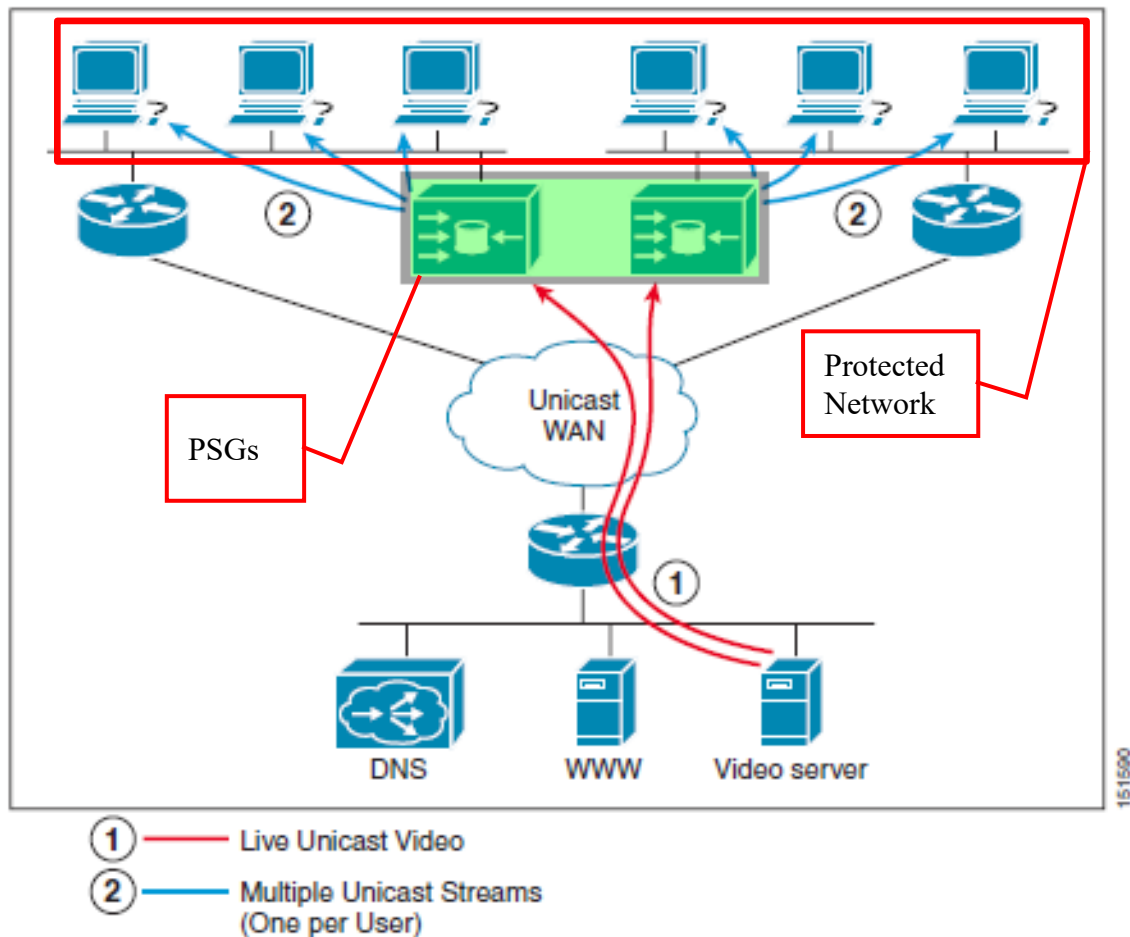 ? ? ? ? ? ?
2 2
Protected
Network
Unicast
WAN
PSGs
1
DNS WWW Video server
151590
1 Live Unicast Video
2 Multiple Unicast Streams
(One per User)